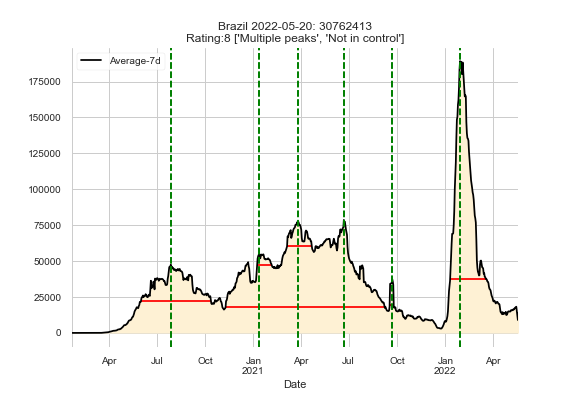 Brazil 2022-05-20: 30762413
Rating:8 ['Multiple peaks', 'Not in control']
Average-7d
175000
150000
125000
100000
75000
50000
25000
0
Apr Jul Oct Jan Apr Jul Oct Jan Apr
2021 2022
Date